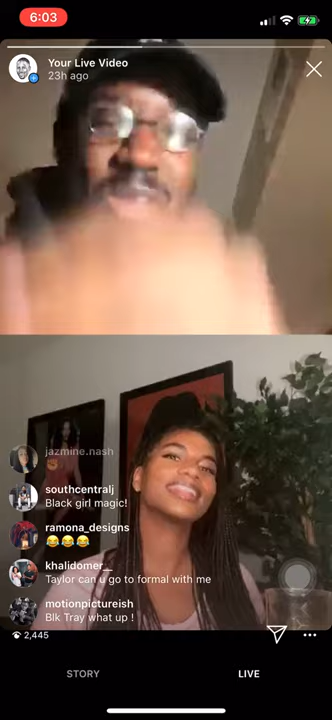 6:03
Your Live Video
23h ago
jazmine.nash
southcentralj
Black girl magic!
ramona_designs
😂😂😂
khalidomer__
Taylor can u go to formal with me
motionpictureish
Blk Tray what up !
2,445
STORY
LIVE